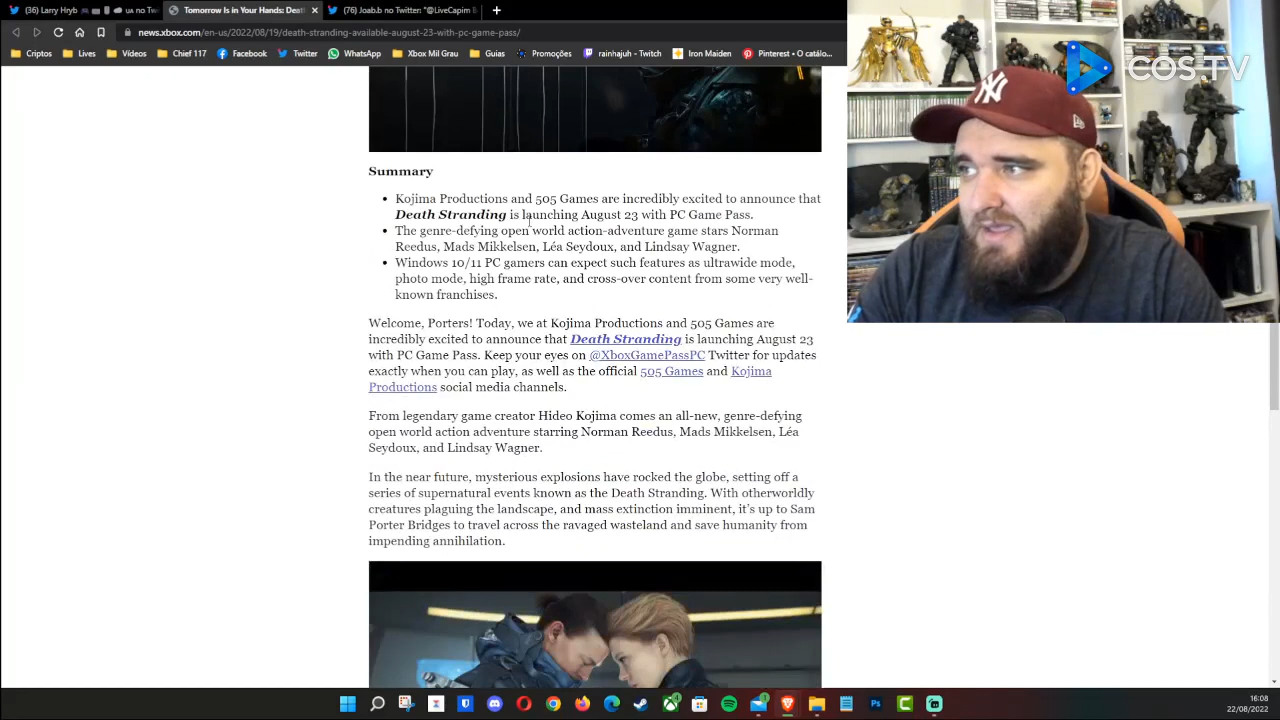 (36) Larry Hryb 🎮 no Tw
Tomorrow Is in Your Hands: Deat
(76) Joab.b no Twitter: "@LiveCapim
news.xbox.com/en-us/2022/08/19/death-stranding-available-august-23-with-pc-game-pass/
Criptos Lives Vídeos Chief 117 Facebook Twitter WhatsApp Xbox Game Pass Search Promoções rainhajuh - Twitch Iron Maiden Pinterest • O catálo...
COS.TV
Summary
• Kojima Productions and 505 Games are incredibly excited to announce that
Death Stranding is launching August 23 with PC Game Pass.
• The genre-defying open world action-adventure game stars Norman
Reedus, Mads Mikkelsen, Léa Seydoux, and Lindsay Wagner.
• Windows 10/11 PC gamers can expect such features as ultrawide mode,
photo mode, high frame rate, and cross-over content from some very well-
known franchises.
Welcome, Porters! Today, we at Kojima Productions and 505 Games are
incredibly excited to announce that Death Stranding is launching August 23
with PC Game Pass. Keep your eyes on @XboxGamePassPC Twitter for updates
exactly when you can play, as well as the official 505 Games and Kojima
Productions social media channels.
From legendary game creator Hideo Kojima comes an all-new, genre-defying
open world action adventure starring Norman Reedus, Mads Mikkelsen, Léa
Seydoux, and Lindsay Wagner.
In the near future, mysterious explosions have rocked the globe, setting off a
series of supernatural events known as the Death Stranding. With otherworldly
creatures plaguing the landscape, and mass extinction imminent, it's up to Sam
Porter Bridges to travel across the ravaged wasteland and save humanity from
impending annihilation.
16:08
22/08/2022